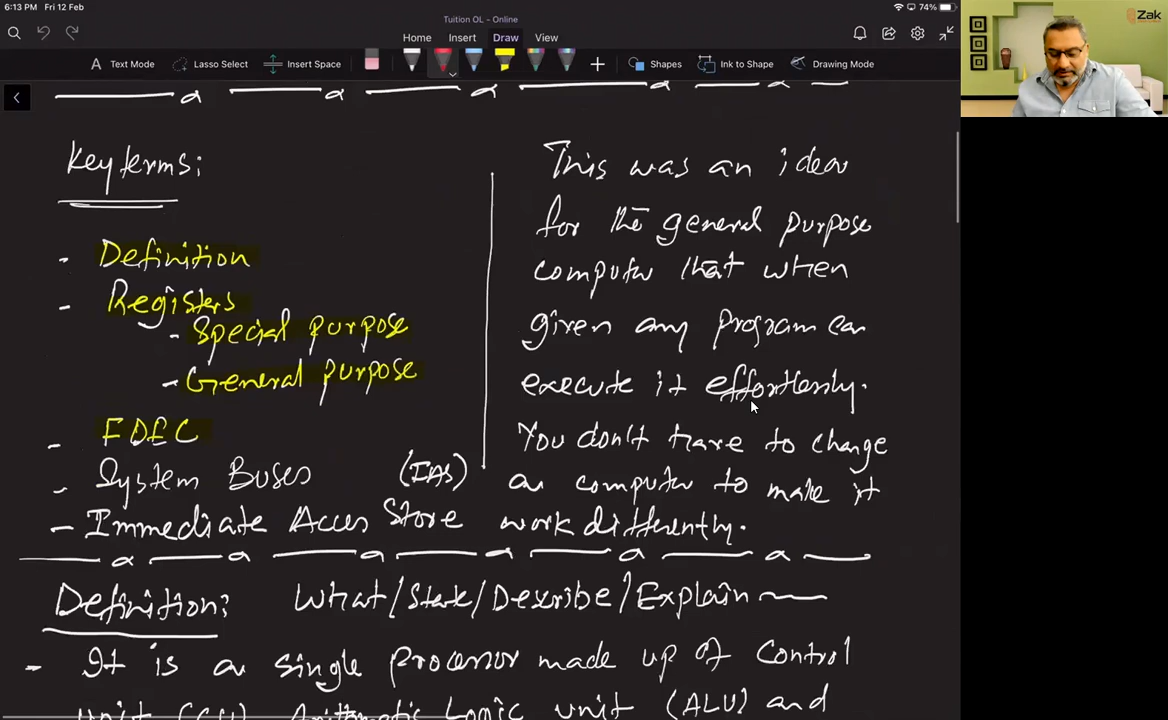 6:13 PM Fri 12 Feb
74%
Zak
Tuition OL - Online
Home Insert Draw View
Text Mode Lasso Select Insert Space Shapes Ink to Shape Drawing Mode
Key terms:
- Definition
- Registers
- Special purpose
- General purpose
- FDEC
- System Buses (IAS)
- Immediate Acces Store
This was an idea
for the general purpose
computer that when
given any program can
execute it effortlessly.
You don't have to change
a computer to make it
work differently.
Definition: What/State/Describe/Explain
- It is a single processor made up of Control
Unit (CU), Arithmetic Logic unit (ALU) and